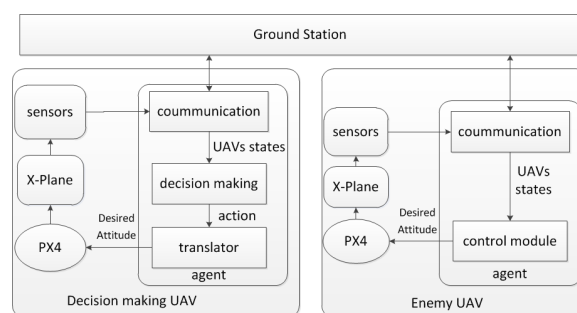 Ground Station
sensors
coummunication
UAVs states
X-Plane
decision making
action
Desired
Attitude
PX4
translator
agent
Decision making UAV
sensors
coummunication
UAVs
states
X-Plane
Desired
Attitude
PX4
control module
agent
Enemy UAV